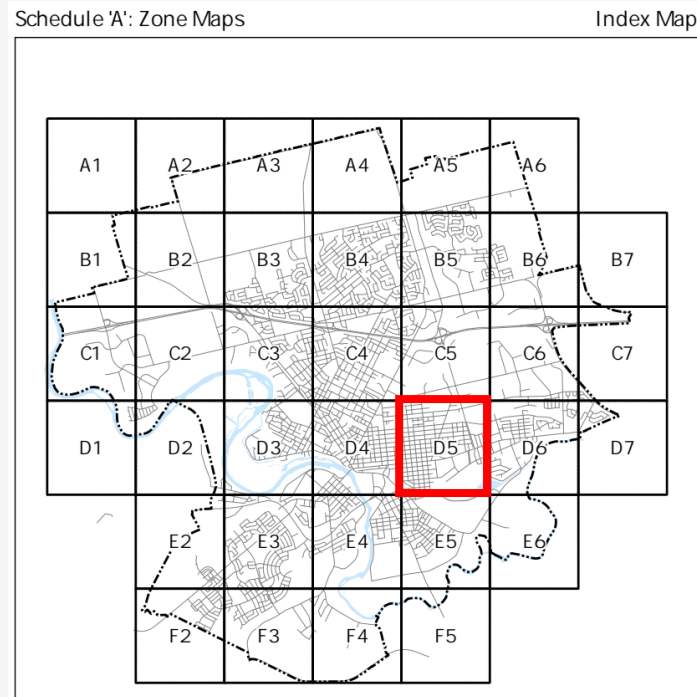 Schedule 'A': Zone Maps Index Map
A1 A2 A3 A4 A5 A6
B1 B2 B3 B4 B5 B6 B7
C1 C2 C3 C4 C5 C6 C7
D1 D2 D3 D4 D5 D6 D7
E2 E3 E4 E5 E6
F2 F3 F4 F5